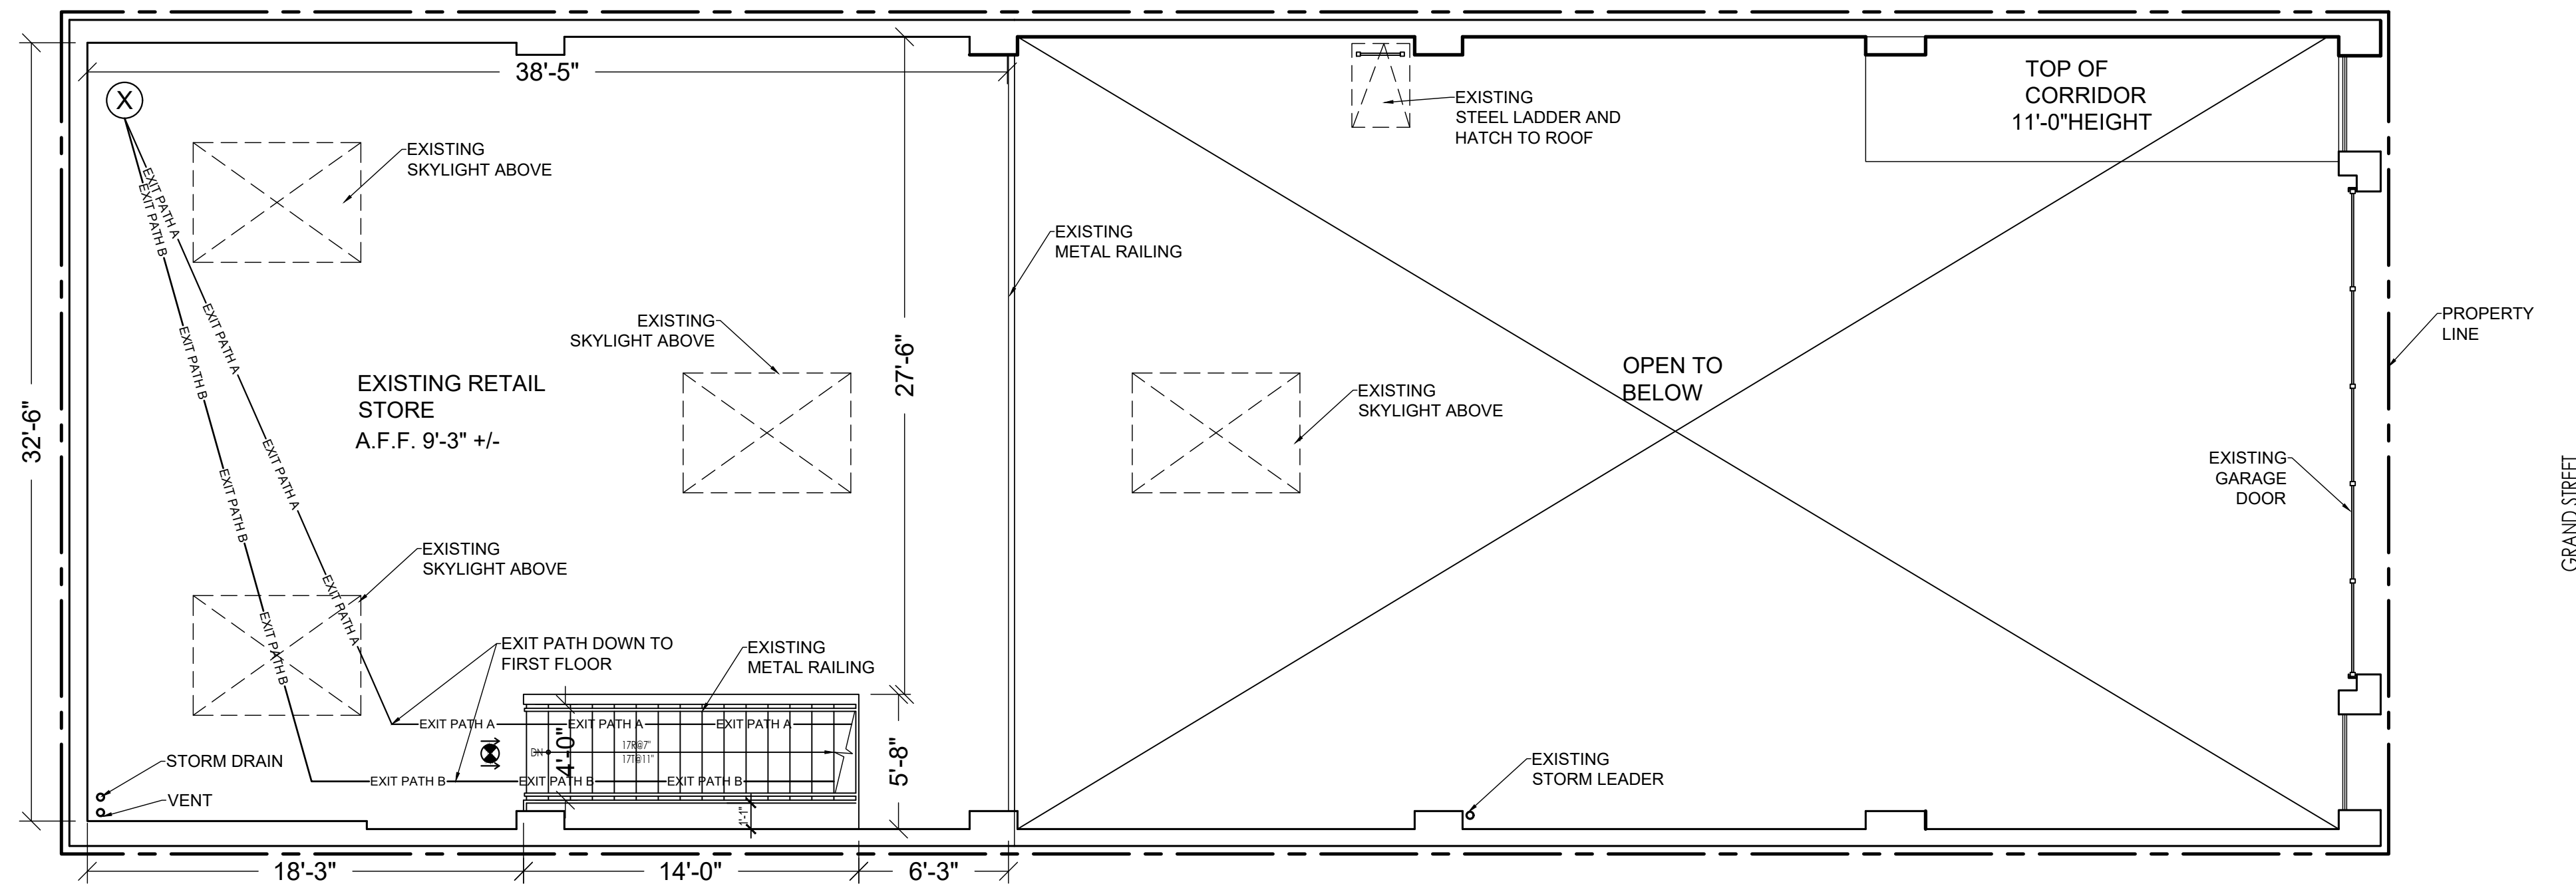 38'-5"
X
EXISTING
SKYLIGHT ABOVE
EXISTING
STEEL LADDER AND
HATCH TO ROOF
TOP OF
CORRIDOR
11'-0"HEIGHT
EXIT PATH A
EXIT PATH B
EXISTING
METAL RAILING
EXIT PATH A
EXIT PATH B
EXISTING
SKYLIGHT ABOVE
27'-6"
PROPERTY
LINE
OPEN TO
BELOW
EXISTING RETAIL
STORE
A.F.F. 9'-3" +/-
32'-6"
EXISTING
SKYLIGHT ABOVE
EXIT PATH A
EXIT PATH B
EXISTING
GARAGE
DOOR
GRAND STREET
EXISTING
SKYLIGHT ABOVE
EXIT PATH A
EXIT PATH B
EXIT PATH DOWN TO
FIRST FLOOR
EXISTING
METAL RAILING
EXIT PATH A EXIT PATH A EXIT PATH A
DN
4'-0"
17R@7"
17T@11"
5'-8"
EXIT PATH B EXIT PATH B EXIT PATH B
STORM DRAIN
VENT
1'-1"
EXISTING
STORM LEADER
18'-3" 14'-0" 6'-3"